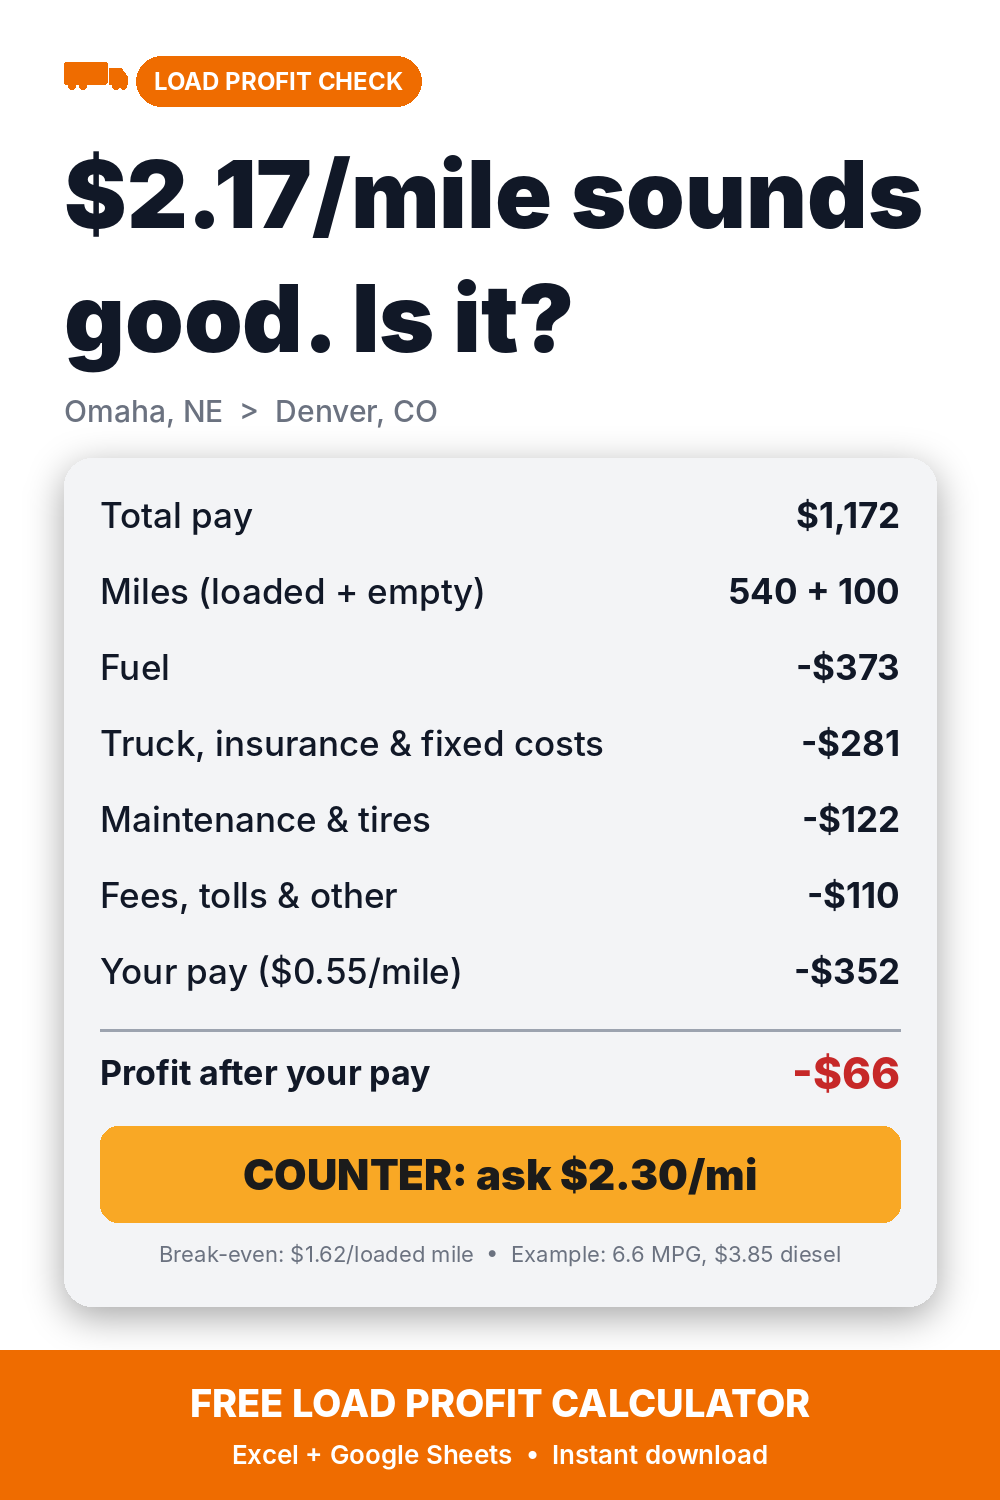 LOAD PROFIT CHECK
$2.17/mile sounds
good. Is it?
Omaha, NE > Denver, CO
Total pay $1,172
Miles (loaded + empty) 540 + 100
Fuel -$373
Truck, insurance & fixed costs -$281
Maintenance & tires -$122
Fees, tolls & other -$110
Your pay ($0.55/mile) -$352
Profit after your pay -$66
COUNTER: ask $2.30/mi
Break-even: $1.62/loaded mile • Example: 6.6 MPG, $3.85 diesel
FREE LOAD PROFIT CALCULATOR
Excel + Google Sheets • Instant download